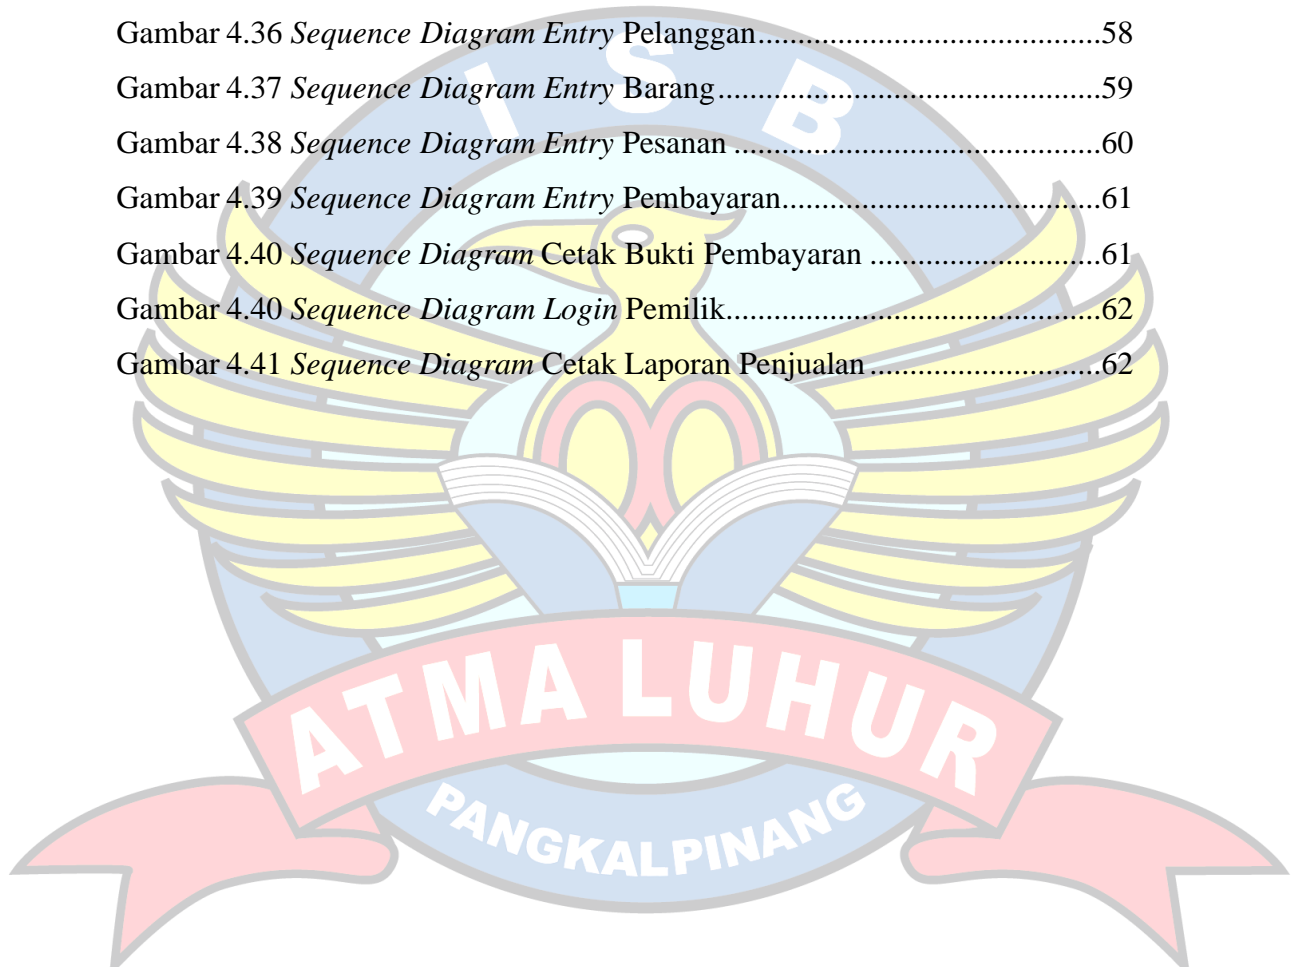 Gambar 4.36 Sequence Diagram Entry Pelanggan...........................................58
Gambar 4.37 Sequence Diagram Entry Barang................................................59
Gambar 4.38 Sequence Diagram Entry Pesanan ..............................................60
Gambar 4.39 Sequence Diagram Entry Pembayaran........................................61
Gambar 4.40 Sequence Diagram Cetak Bukti Pembayaran .............................61
Gambar 4.40 Sequence Diagram Login Pemilik...............................................62
Gambar 4.41 Sequence Diagram Cetak Laporan Penjualan.............................62
I S B
ATMA LUHUR
PANGKALPINANG